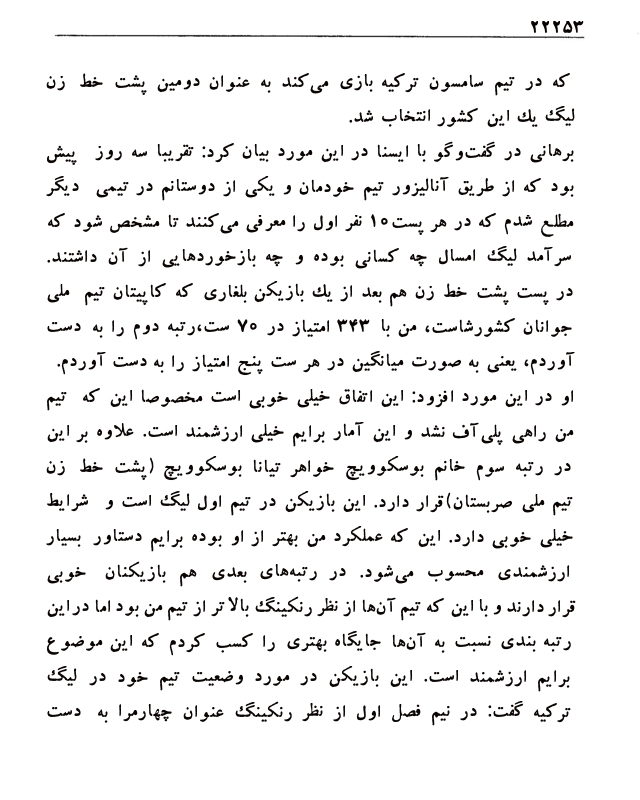 ۲۲۲۵۳
که در تیم سامسون ترکیه بازی می‌کند به عنوان دومین پشت خط زن
لیگ یك این کشور انتخاب شد.
برهانی در گفت‌وگو با ایسنا در این مورد بیان کرد: تقریبا سه روز پیش
بود که از طریق آنالیزور تیم خودمان و یکی از دوستانم در تیمی دیگر
مطلع شدم که در هر پست۱۰ نفر اول را معرفی می‌کنند تا مشخص شود که
سرآمد لیگ امسال چه کسانی بوده و چه بازخوردهایی از آن داشتند.
در پست پشت خط زن هم بعد از یك بازیکن بلغاری که کاپیتان تیم ملی
جوانان کشورشاست، من با ۳۴۳ امتیاز در ۷۰ ست،رتبه دوم را به دست
آوردم، یعنی به صورت میانگین در هر ست پنج امتیاز را به دست آوردم.
او در این مورد افزود: این اتفاق خیلی خوبی است مخصوصا این که تیم
من راهی پلی‌آف نشد و این آمار برایم خیلی ارزشمند است. علاوه بر این
در رتبه سوم خانم بوسکوویچ خواهر تیانا بوسکوویچ (پشت خط زن
تیم ملی صربستان)قرار دارد. این بازیکن در تیم اول لیگ است و شرایط
خیلی خوبی دارد. این که عملکرد من بهتر از او بوده برایم دستاور بسیار
ارزشمندی محسوب می‌شود. در رتبه‌های بعدی هم بازیکنان خوبی
قرار دارند و با این که تیم آن‌ها از نظر رنکینگ بالاتر از تیم من بود اما دراین
رتبه بندی نسبت به آن‌ها جایگاه بهتری را کسب کردم که این موضوع
برایم ارزشمند است. این بازیکن در مورد وضعیت تیم خود در لیگ
ترکیه گفت: در نیم فصل اول از نظر رنکینگ عنوان چهارمرا به دست